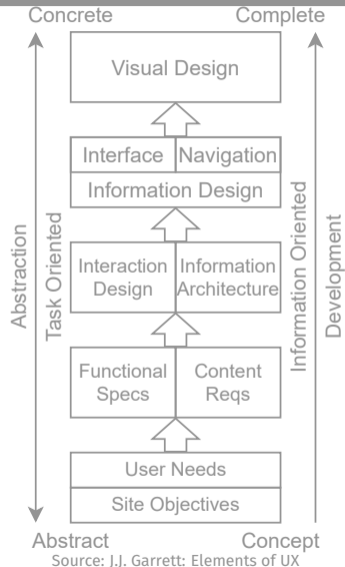 Concrete Complete
Visual Design
Interface Navigation
Information Design
Interaction Design
Information Architecture
Functional Specs
Content Reqs
User Needs
Site Objectives
Abstraction
Task Oriented
Information Oriented
Development
Abstract Concept
Source: J.J. Garrett: Elements of UX